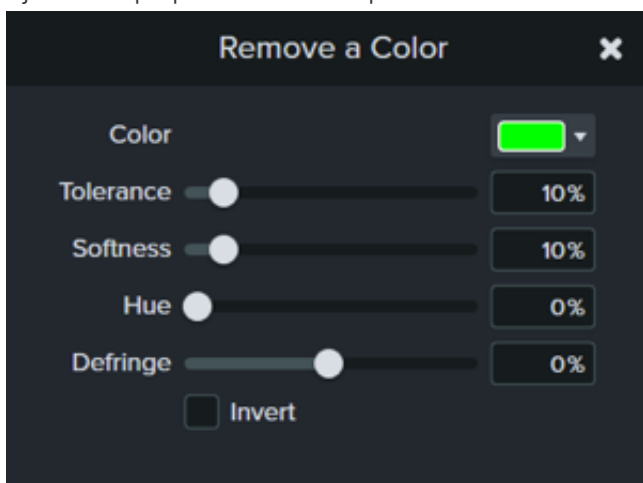 Remove a Color
Color
Tolerance 10%
Softness 10%
Hue 0%
Defringe 0%
Invert